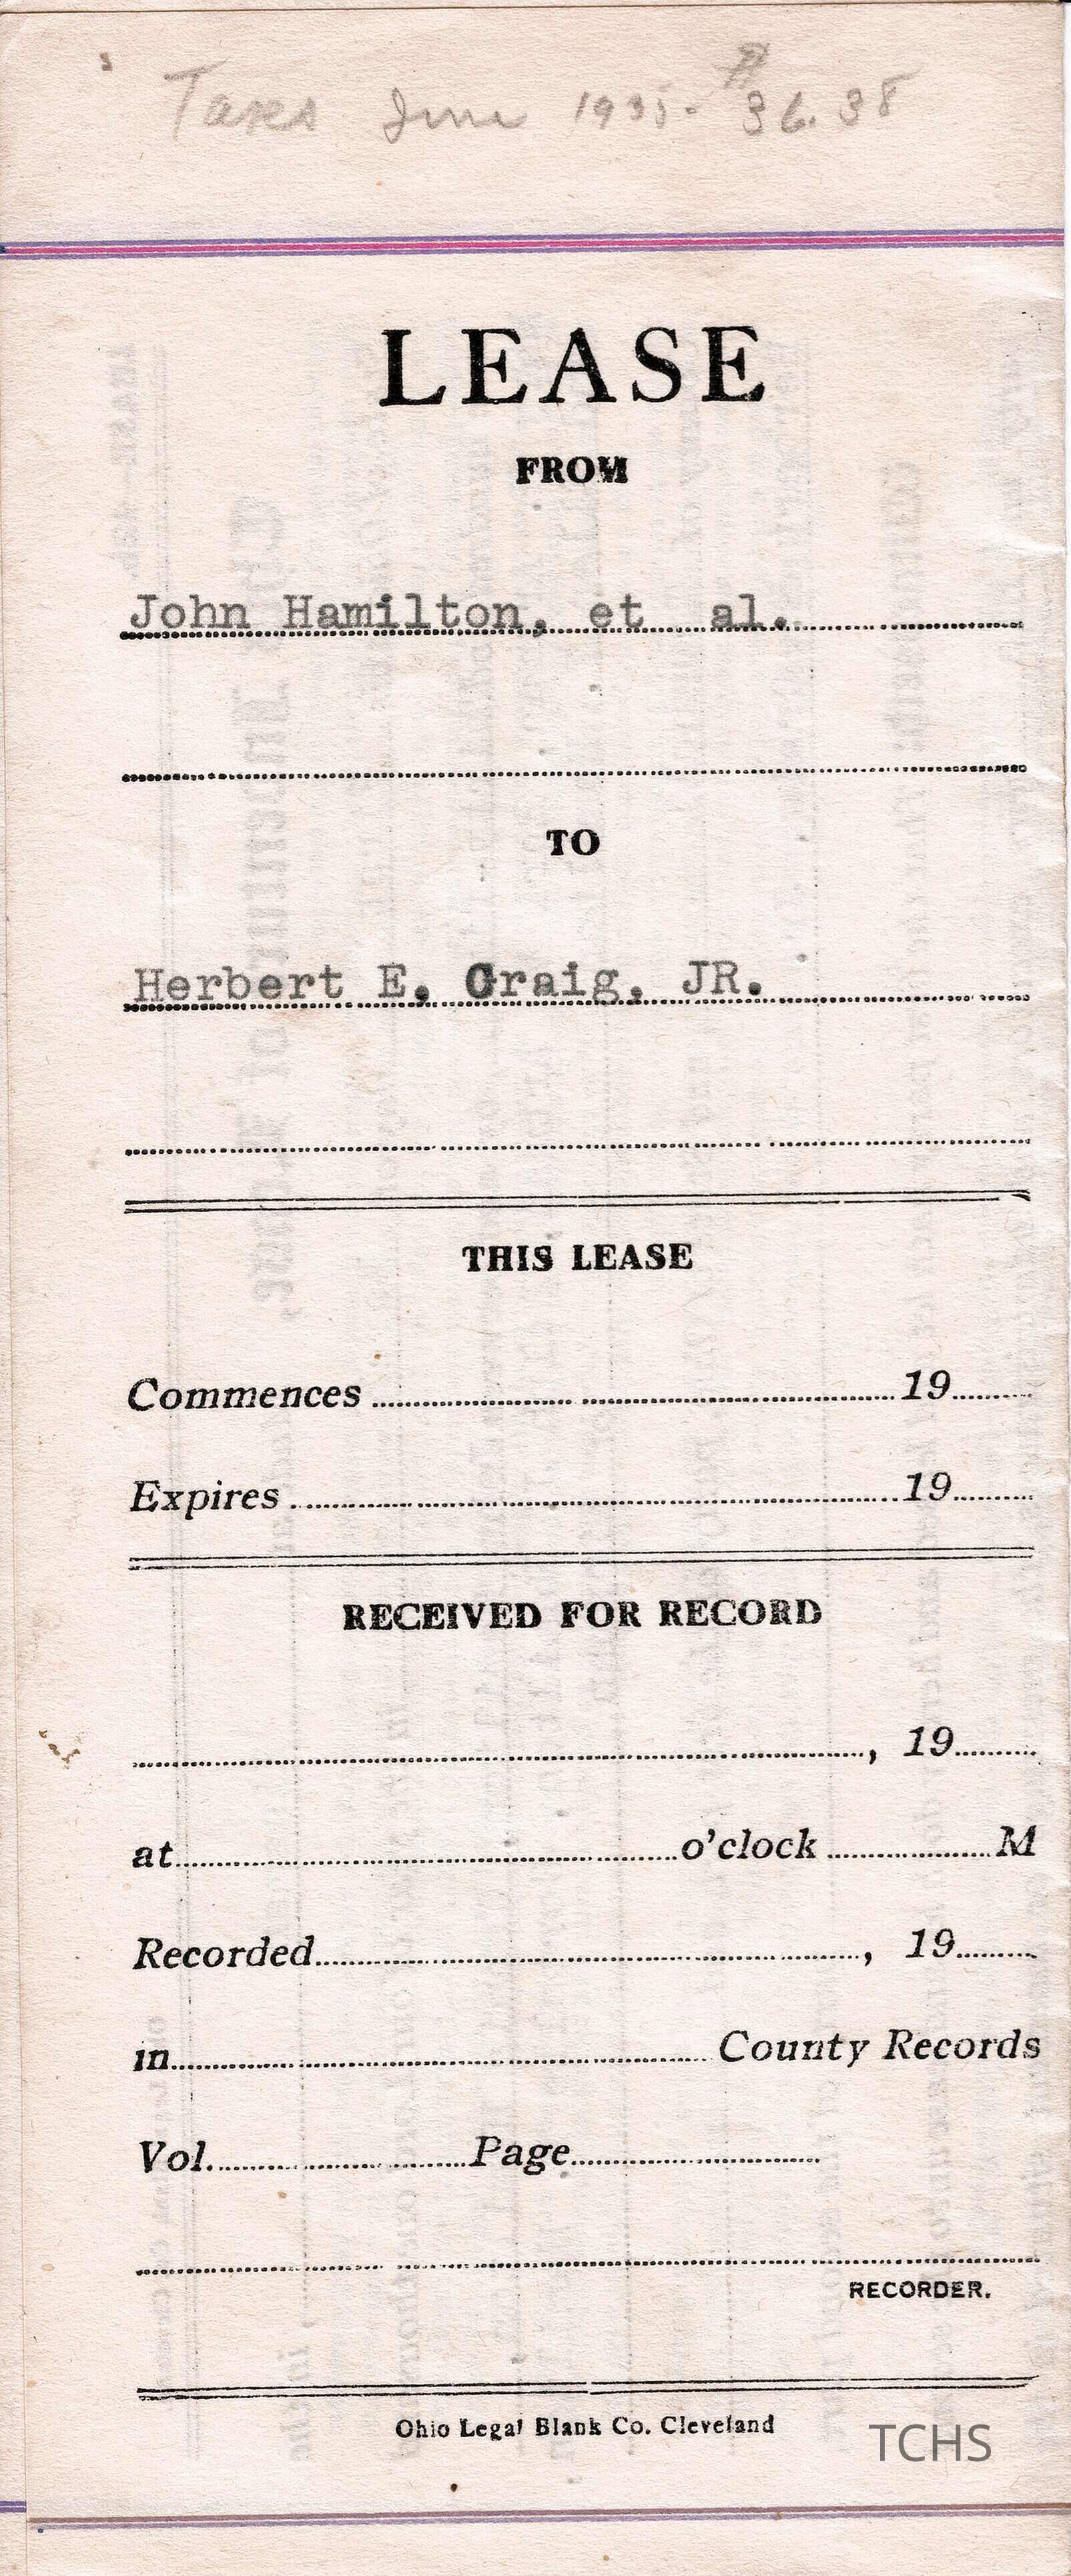 Taxes June 1935- $36.38
LEASE
FROM
John Hamilton, et al.
TO
Herbert E. Craig, JR.
THIS LEASE
Commences 19
Expires 19
RECEIVED FOR RECORD
, 19
at o'clock M
Recorded , 19
in County Records
Vol. Page
RECORDER.
Ohio Legal Blank Co. Cleveland
TCHS